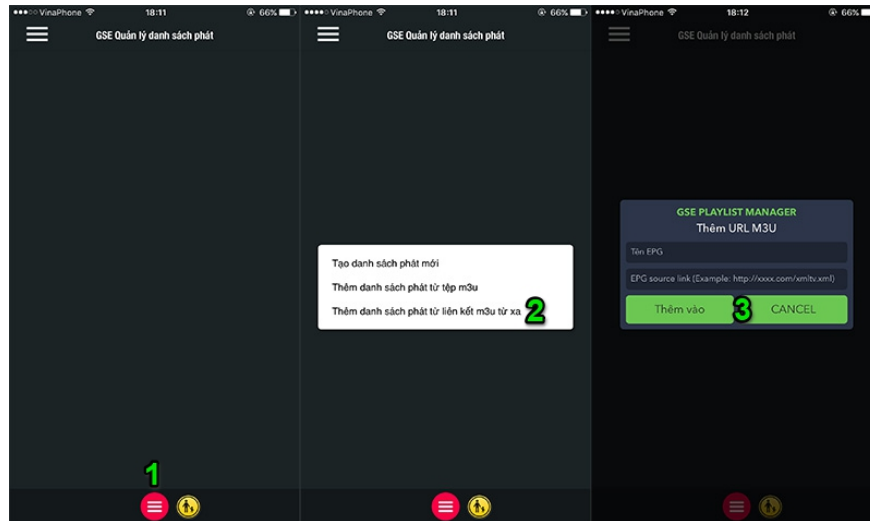 VinaPhone 18:11 66%
GSE Quản lý danh sách phát
1
VinaPhone 18:11 66%
GSE Quản lý danh sách phát
Tạo danh sách phát mới
Thêm danh sách phát từ tệp m3u
Thêm danh sách phát từ liên kết m3u từ xa 2
VinaPhone 18:12 66%
GSE Quản lý danh sách phát
GSE PLAYLIST MANAGER
Thêm URL M3U
Tên EPG
EPG source link (Example: http://xxxx.com/xmltv.xml)
Thêm vào 3 CANCEL